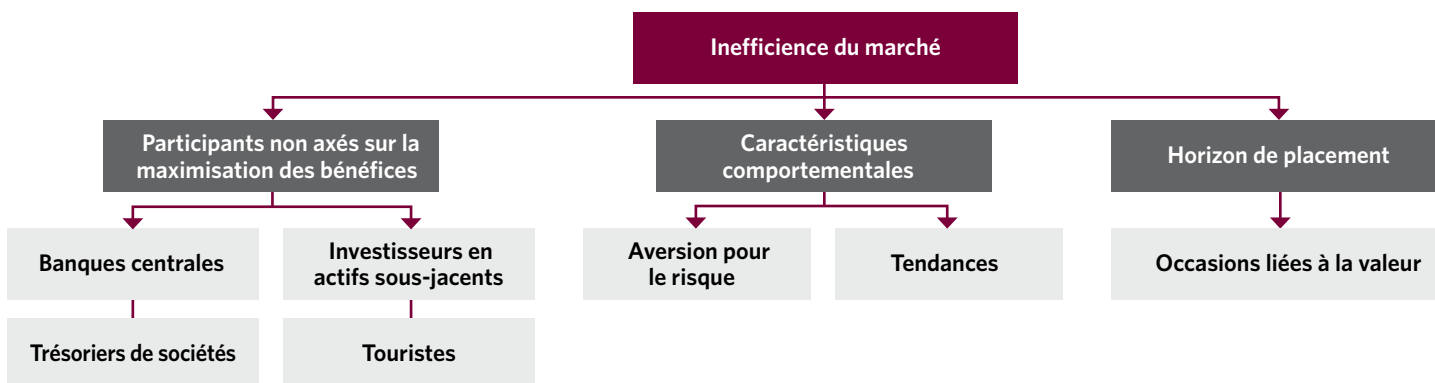 Inefficience du marché
Participants non axés sur la
maximisation des bénéfices
Caractéristiques
comportementales
Horizon de placement
Banques centrales
Investisseurs en
actifs sous-jacents
Aversion pour
le risque
Tendances
Occasions liées à la valeur
Trésoriers de sociétés
Touristes